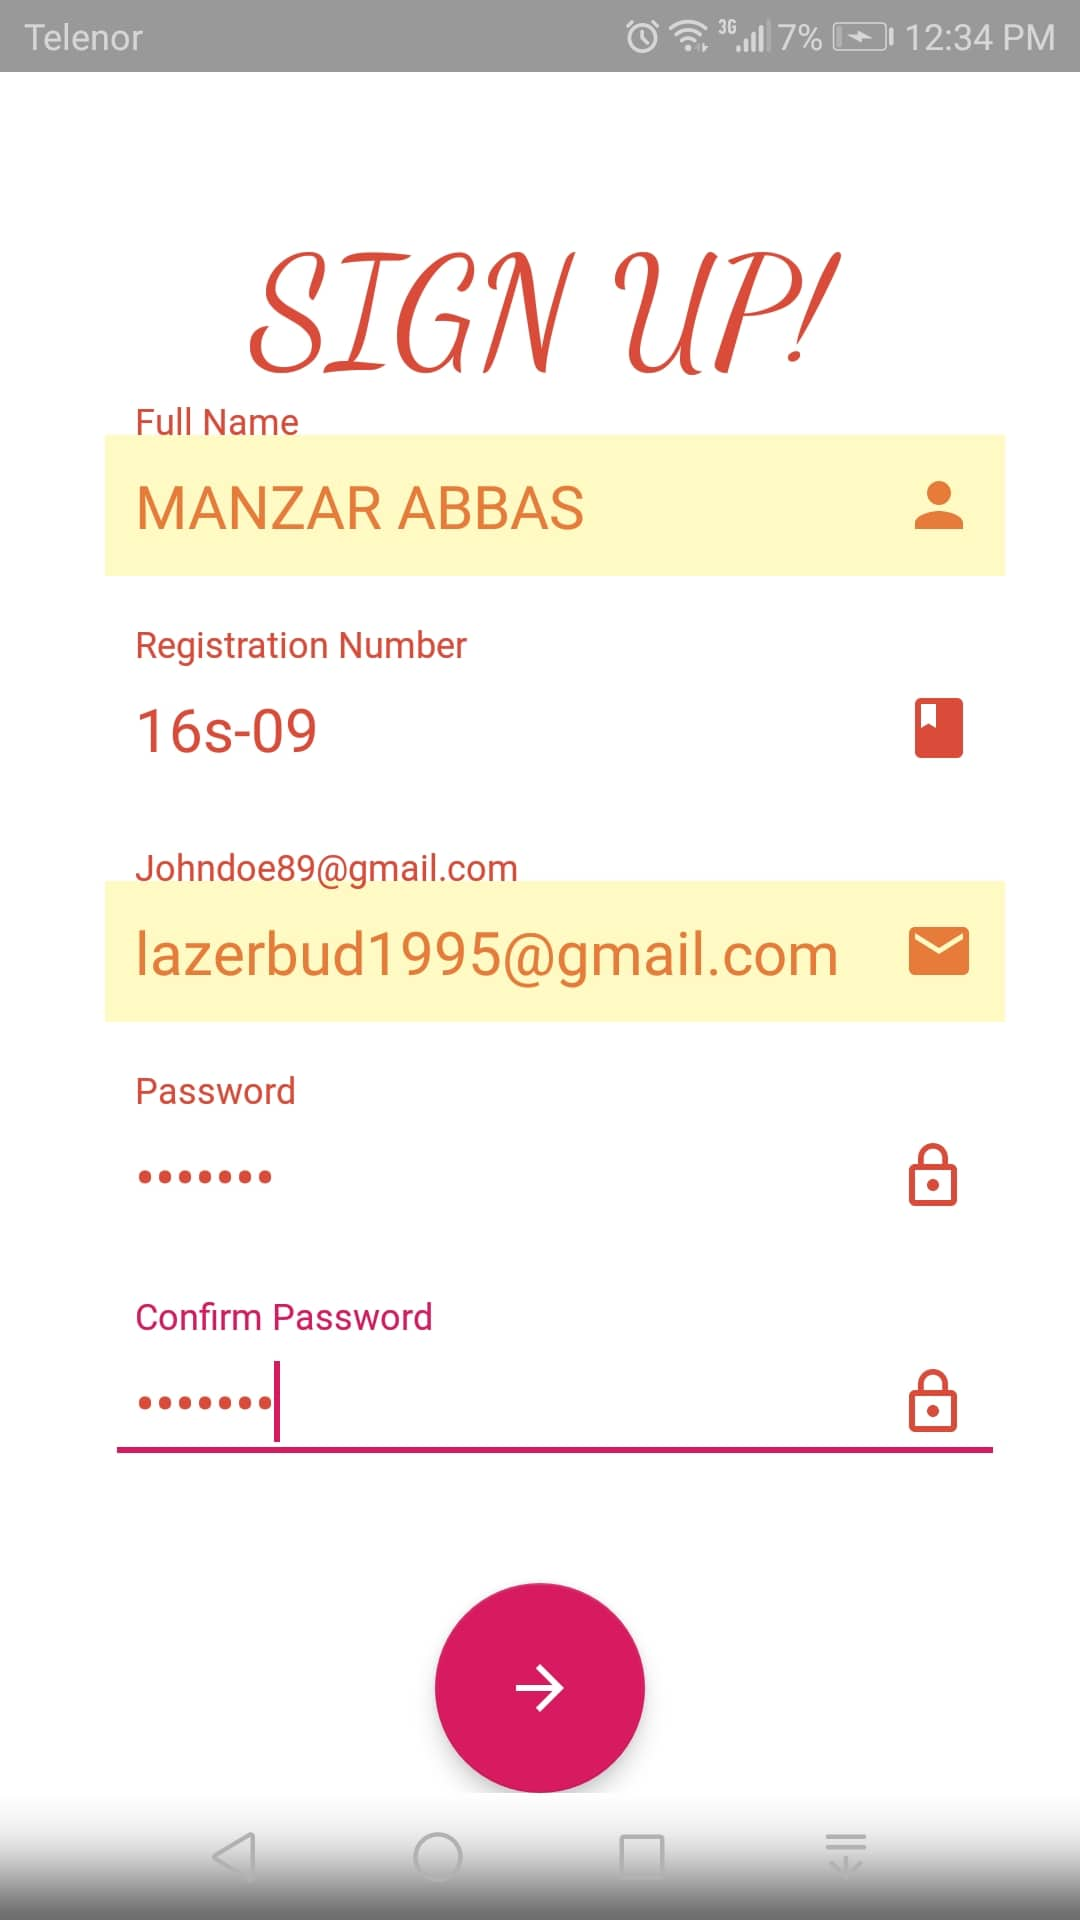 Telenor 3G 7% 12:34 PM
SIGN UP!
Full Name
MANZAR ABBAS
Registration Number
16s-09
Johndoe89@gmail.com
lazerbud1995@gmail.com
Password
•••••••
Confirm Password
•••••••